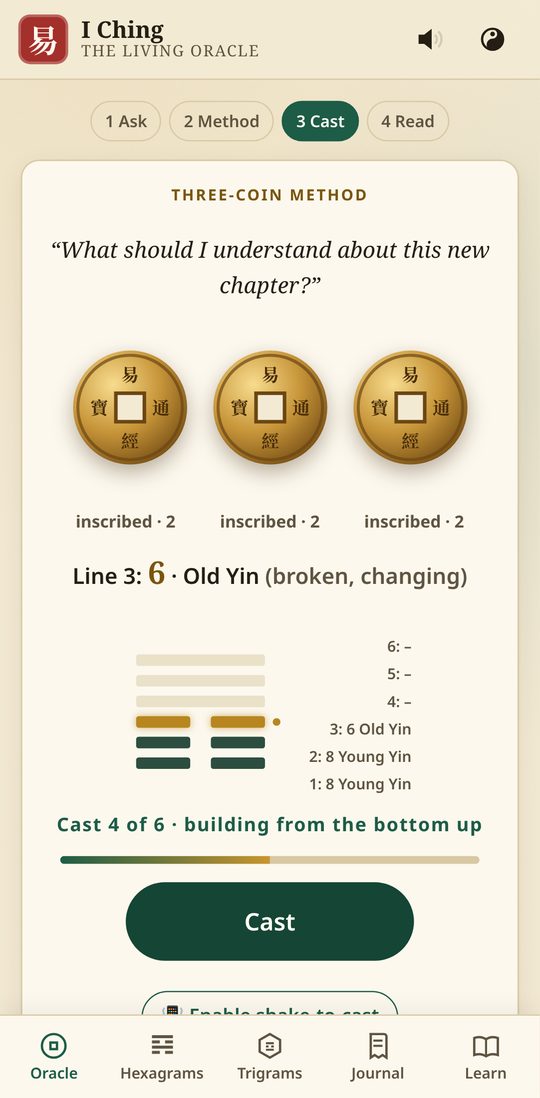 易
I Ching
THE LIVING ORACLE
1 Ask
2 Method
3 Cast
4 Read
THREE-COIN METHOD
“What should I understand about this new
chapter?”
易
寶 通
經
易
寶 通
經
易
寶 通
經
inscribed · 2
inscribed · 2
inscribed · 2
Line 3: 6 · Old Yin (broken, changing)
6: –
5: –
4: –
3: 6 Old Yin
2: 8 Young Yin
1: 8 Young Yin
Cast 4 of 6 · building from the bottom up
Cast
Enable shake-to-cast
Oracle
Hexagrams
Trigrams
Journal
Learn